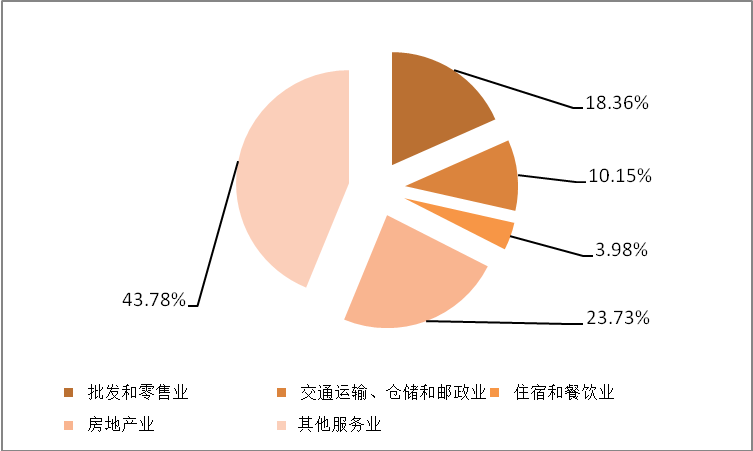 18.36%
10.15%
3.98%
43.78%
23.73%
批发和零售业 交通运输、仓储和邮政业 住宿和餐饮业
房地产业 其他服务业